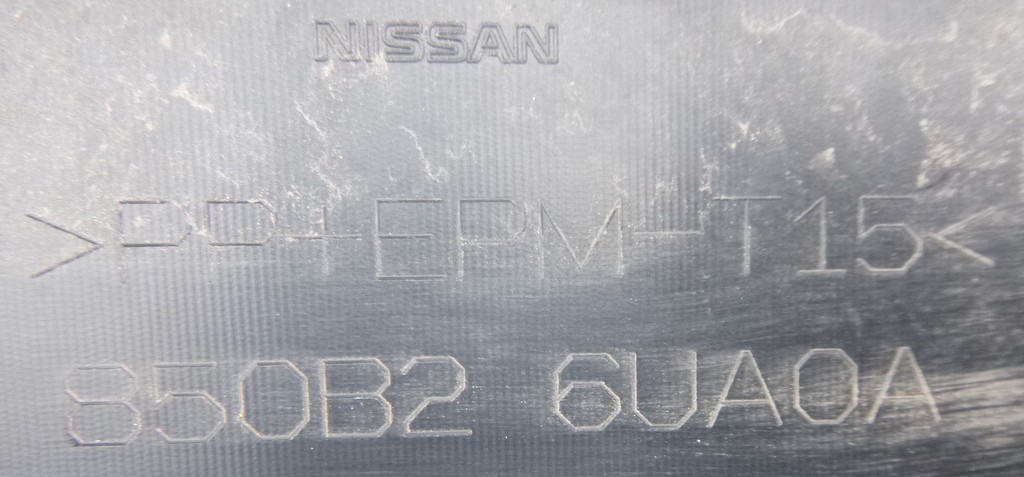 NISSAN
>PP+EPM-T15<
850B2 6UA0A